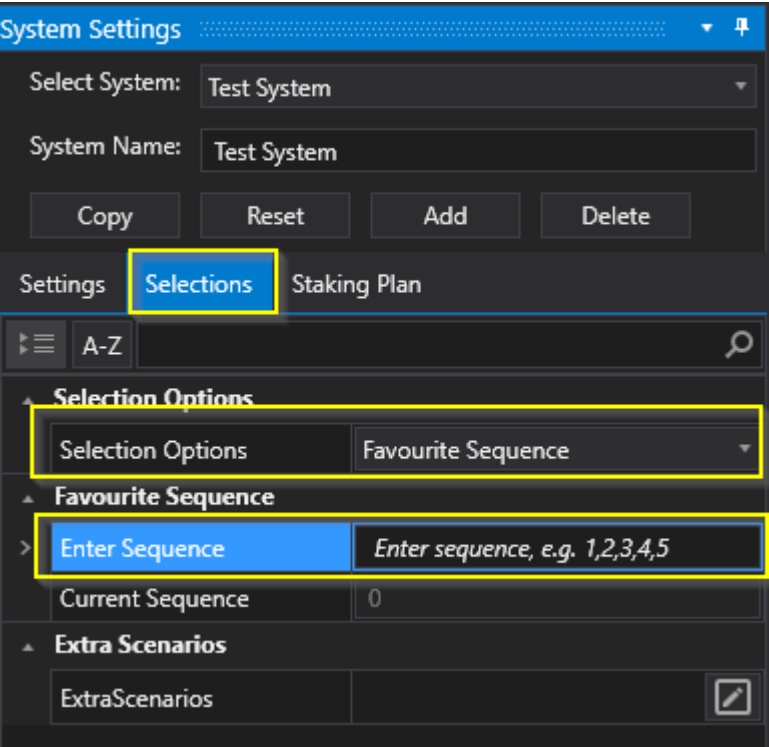 System Settings
Select System: Test System
System Name: Test System
Copy Reset Add Delete
Settings Selections Staking Plan
A-Z
Selection Options
Selection Options Favourite Sequence
Favourite Sequence
Enter Sequence Enter sequence, e.g. 1,2,3,4,5
Current Sequence 0
Extra Scenarios
ExtraScenarios